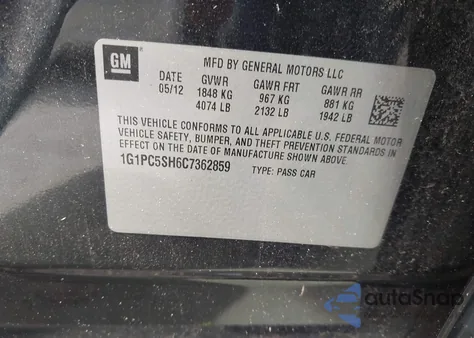 GM
MFD BY GENERAL MOTORS LLC
DATE GVWR GAWR FRT GAWR RR
05/12 1848 KG 967 KG 881 KG
4074 LB 2132 LB 1942 LB
THIS VEHICLE CONFORMS TO ALL APPLICABLE U.S. FEDERAL MOTOR
VEHICLE SAFETY, BUMPER, AND THEFT PREVENTION STANDARDS IN
EFFECT ON THE DATE OF MANUFACTURE SHOWN ABOVE.
1G1PC5SH6C7362859 TYPE: PASS CAR
autoSnap